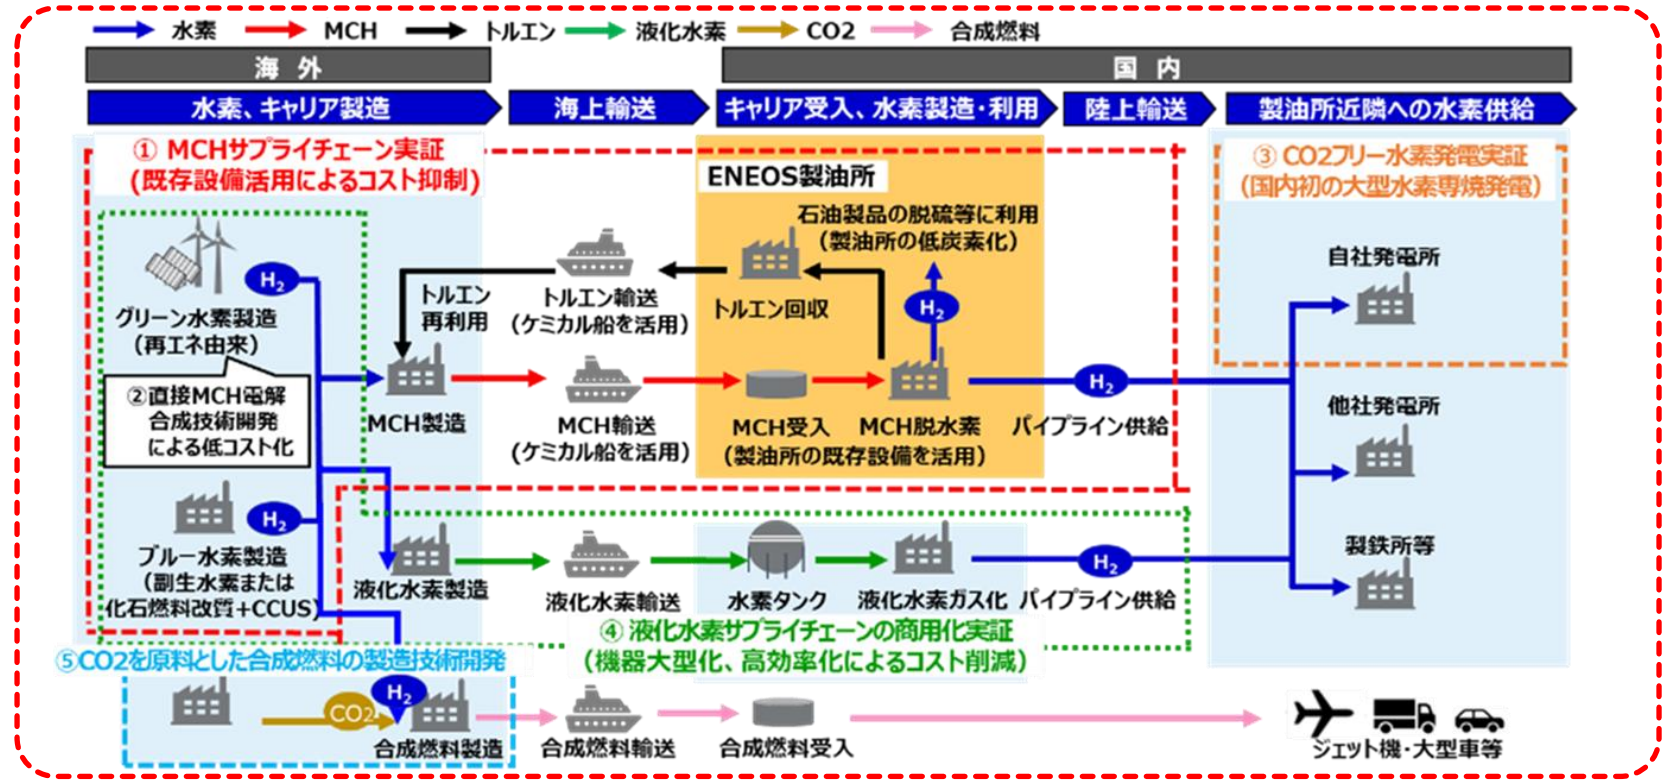 水素
MCH
トルエン
液化水素
CO2
合成燃料
海 外
国 内
水素、キャリア製造
海上輸送
キャリア受入、水素製造・利用
陸上輸送
製油所近隣への水素供給
① MCHサプライチェーン実証
(既存設備活用によるコスト抑制)
ENEOS製油所
③ CO2フリー水素発電実証
(国内初の大型水素専焼発電)
石油製品の脱硫等に利用
(製油所の低炭素化)
H2
グリーン水素製造
(再エネ由来)
トルエン
再利用
トルエン輸送
(ケミカル船を活用)
トルエン回収
H2
自社発電所
②直接MCH電解
合成技術開発
による低コスト化
MCH製造
MCH輸送
(ケミカル船を活用)
MCH受入
MCH脱水素
(製油所の既存設備を活用)
H2
パイプライン供給
他社発電所
H2
ブルー水素製造
(副生水素または
化石燃料改質+CCUS)
液化水素製造
液化水素輸送
水素タンク
液化水素ガス化
H2
パイプライン供給
製鉄所等
④ 液化水素サプライチェーンの商用化実証
(機器大型化、高効率化によるコスト削減)
⑤CO2を原料とした合成燃料の製造技術開発
CO2
H2
合成燃料製造
合成燃料輸送
合成燃料受入
ジェット機・大型車等